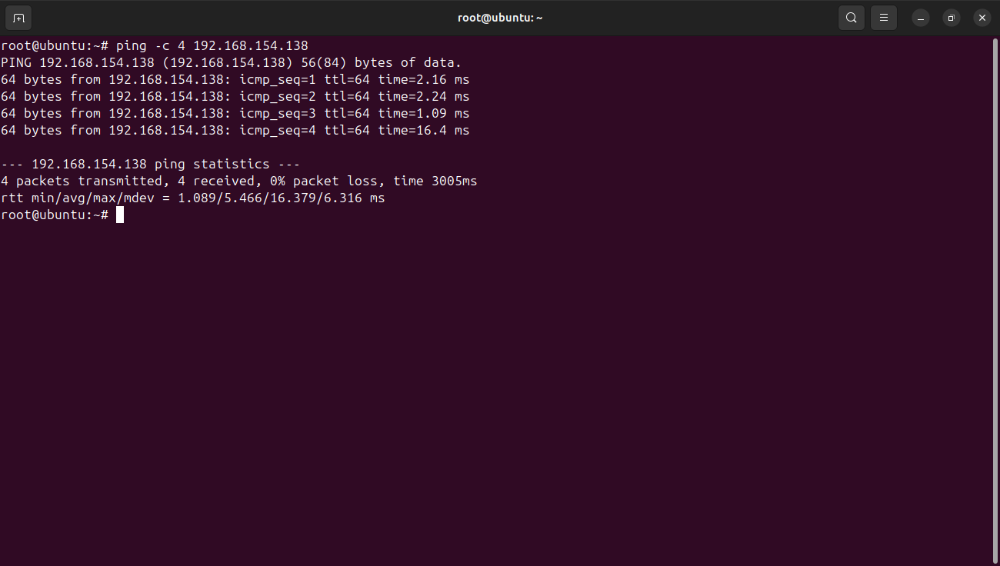 root@ubuntu: ~
root@ubuntu:~# ping -c 4 192.168.154.138
PING 192.168.154.138 (192.168.154.138) 56(84) bytes of data.
64 bytes from 192.168.154.138: icmp_seq=1 ttl=64 time=2.16 ms
64 bytes from 192.168.154.138: icmp_seq=2 ttl=64 time=2.24 ms
64 bytes from 192.168.154.138: icmp_seq=3 ttl=64 time=1.09 ms
64 bytes from 192.168.154.138: icmp_seq=4 ttl=64 time=16.4 ms

--- 192.168.154.138 ping statistics ---
4 packets transmitted, 4 received, 0% packet loss, time 3005ms
rtt min/avg/max/mdev = 1.089/5.466/16.379/6.316 ms
root@ubuntu:~#